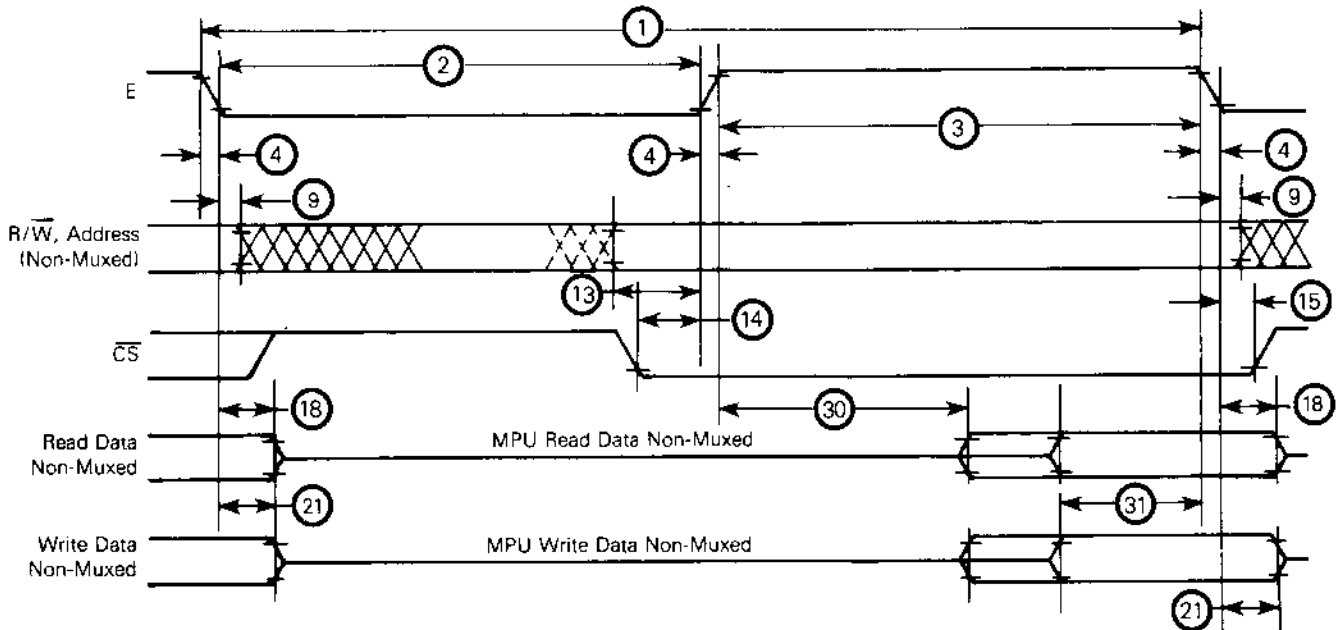 1
2
E
3
4
4
4
9
9
R/W̅, Address
(Non-Muxed)
13
14
15
C̅S̅
18
30
18
Read Data
Non-Muxed
MPU Read Data Non-Muxed
21
31
Write Data
Non-Muxed
MPU Write Data Non-Muxed
21